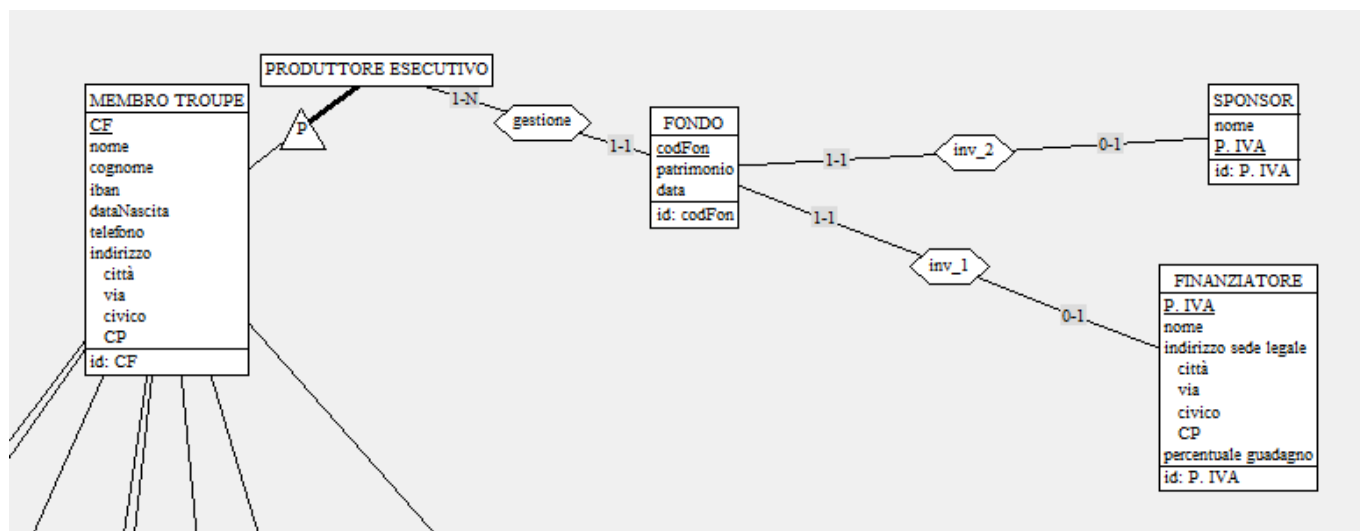 PRODUTTORE ESECUTIVO
MEMBRO TROUPE
CF
nome
cognome
iban
dataNascita
telefono
indirizzo
città
via
civico
CP
id: CF
P
1-N
gestione
1-1
FONDO
codFon
patrimonio
data
id: codFon
1-1
inv_2
0-1
SPONSOR
nome
P. IVA
id: P. IVA
1-1
inv_1
0-1
FINANZIATORE
P. IVA
nome
indirizzo sede legale
città
via
civico
CP
percentuale guadagno
id: P. IVA